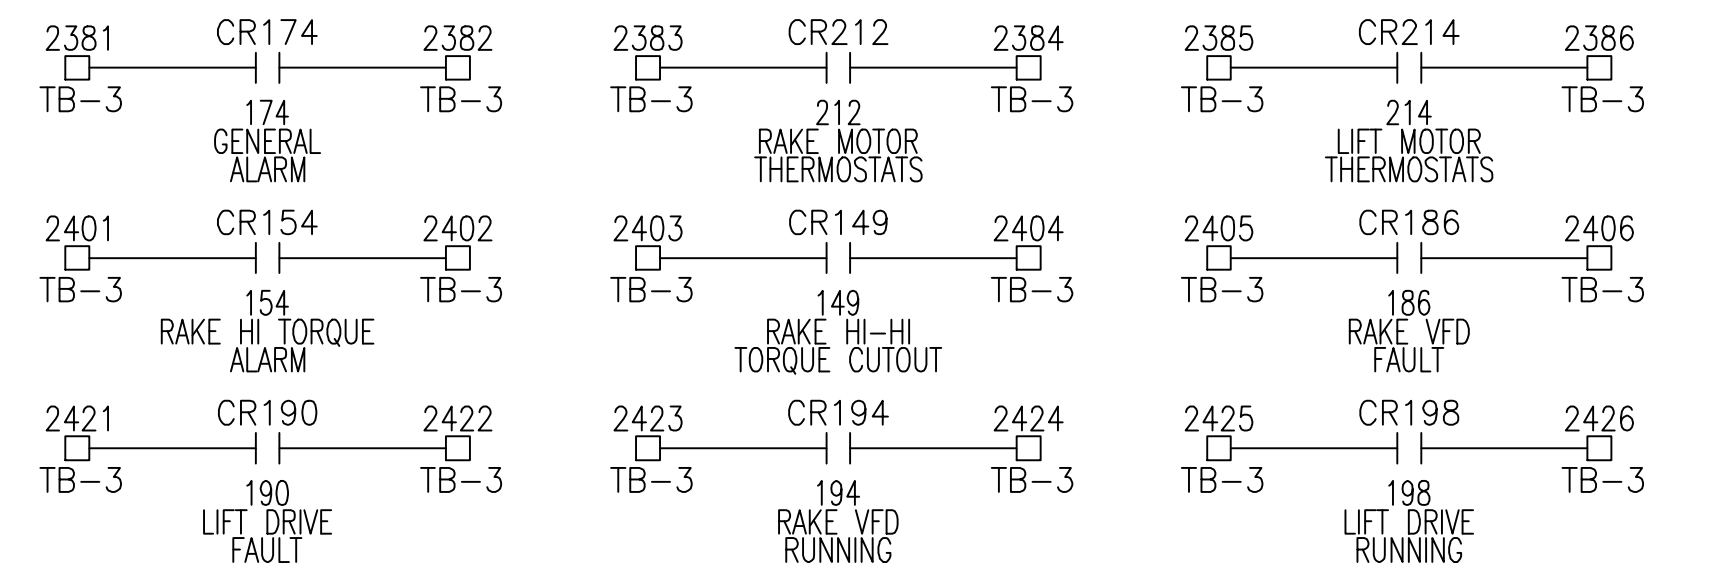 2381 CR174 2382
TB-3 TB-3
174
GENERAL
ALARM
2383 CR212 2384
TB-3 TB-3
212
RAKE MOTOR
THERMOSTATS
2385 CR214 2386
TB-3 TB-3
214
LIFT MOTOR
THERMOSTATS
2401 CR154 2402
TB-3 TB-3
154
RAKE HI TORQUE
ALARM
2403 CR149 2404
TB-3 TB-3
149
RAKE HI-HI
TORQUE CUTOUT
2405 CR186 2406
TB-3 TB-3
186
RAKE VFD
FAULT
2421 CR190 2422
TB-3 TB-3
190
LIFT DRIVE
FAULT
2423 CR194 2424
TB-3 TB-3
194
RAKE VFD
RUNNING
2425 CR198 2426
TB-3 TB-3
198
LIFT DRIVE
RUNNING